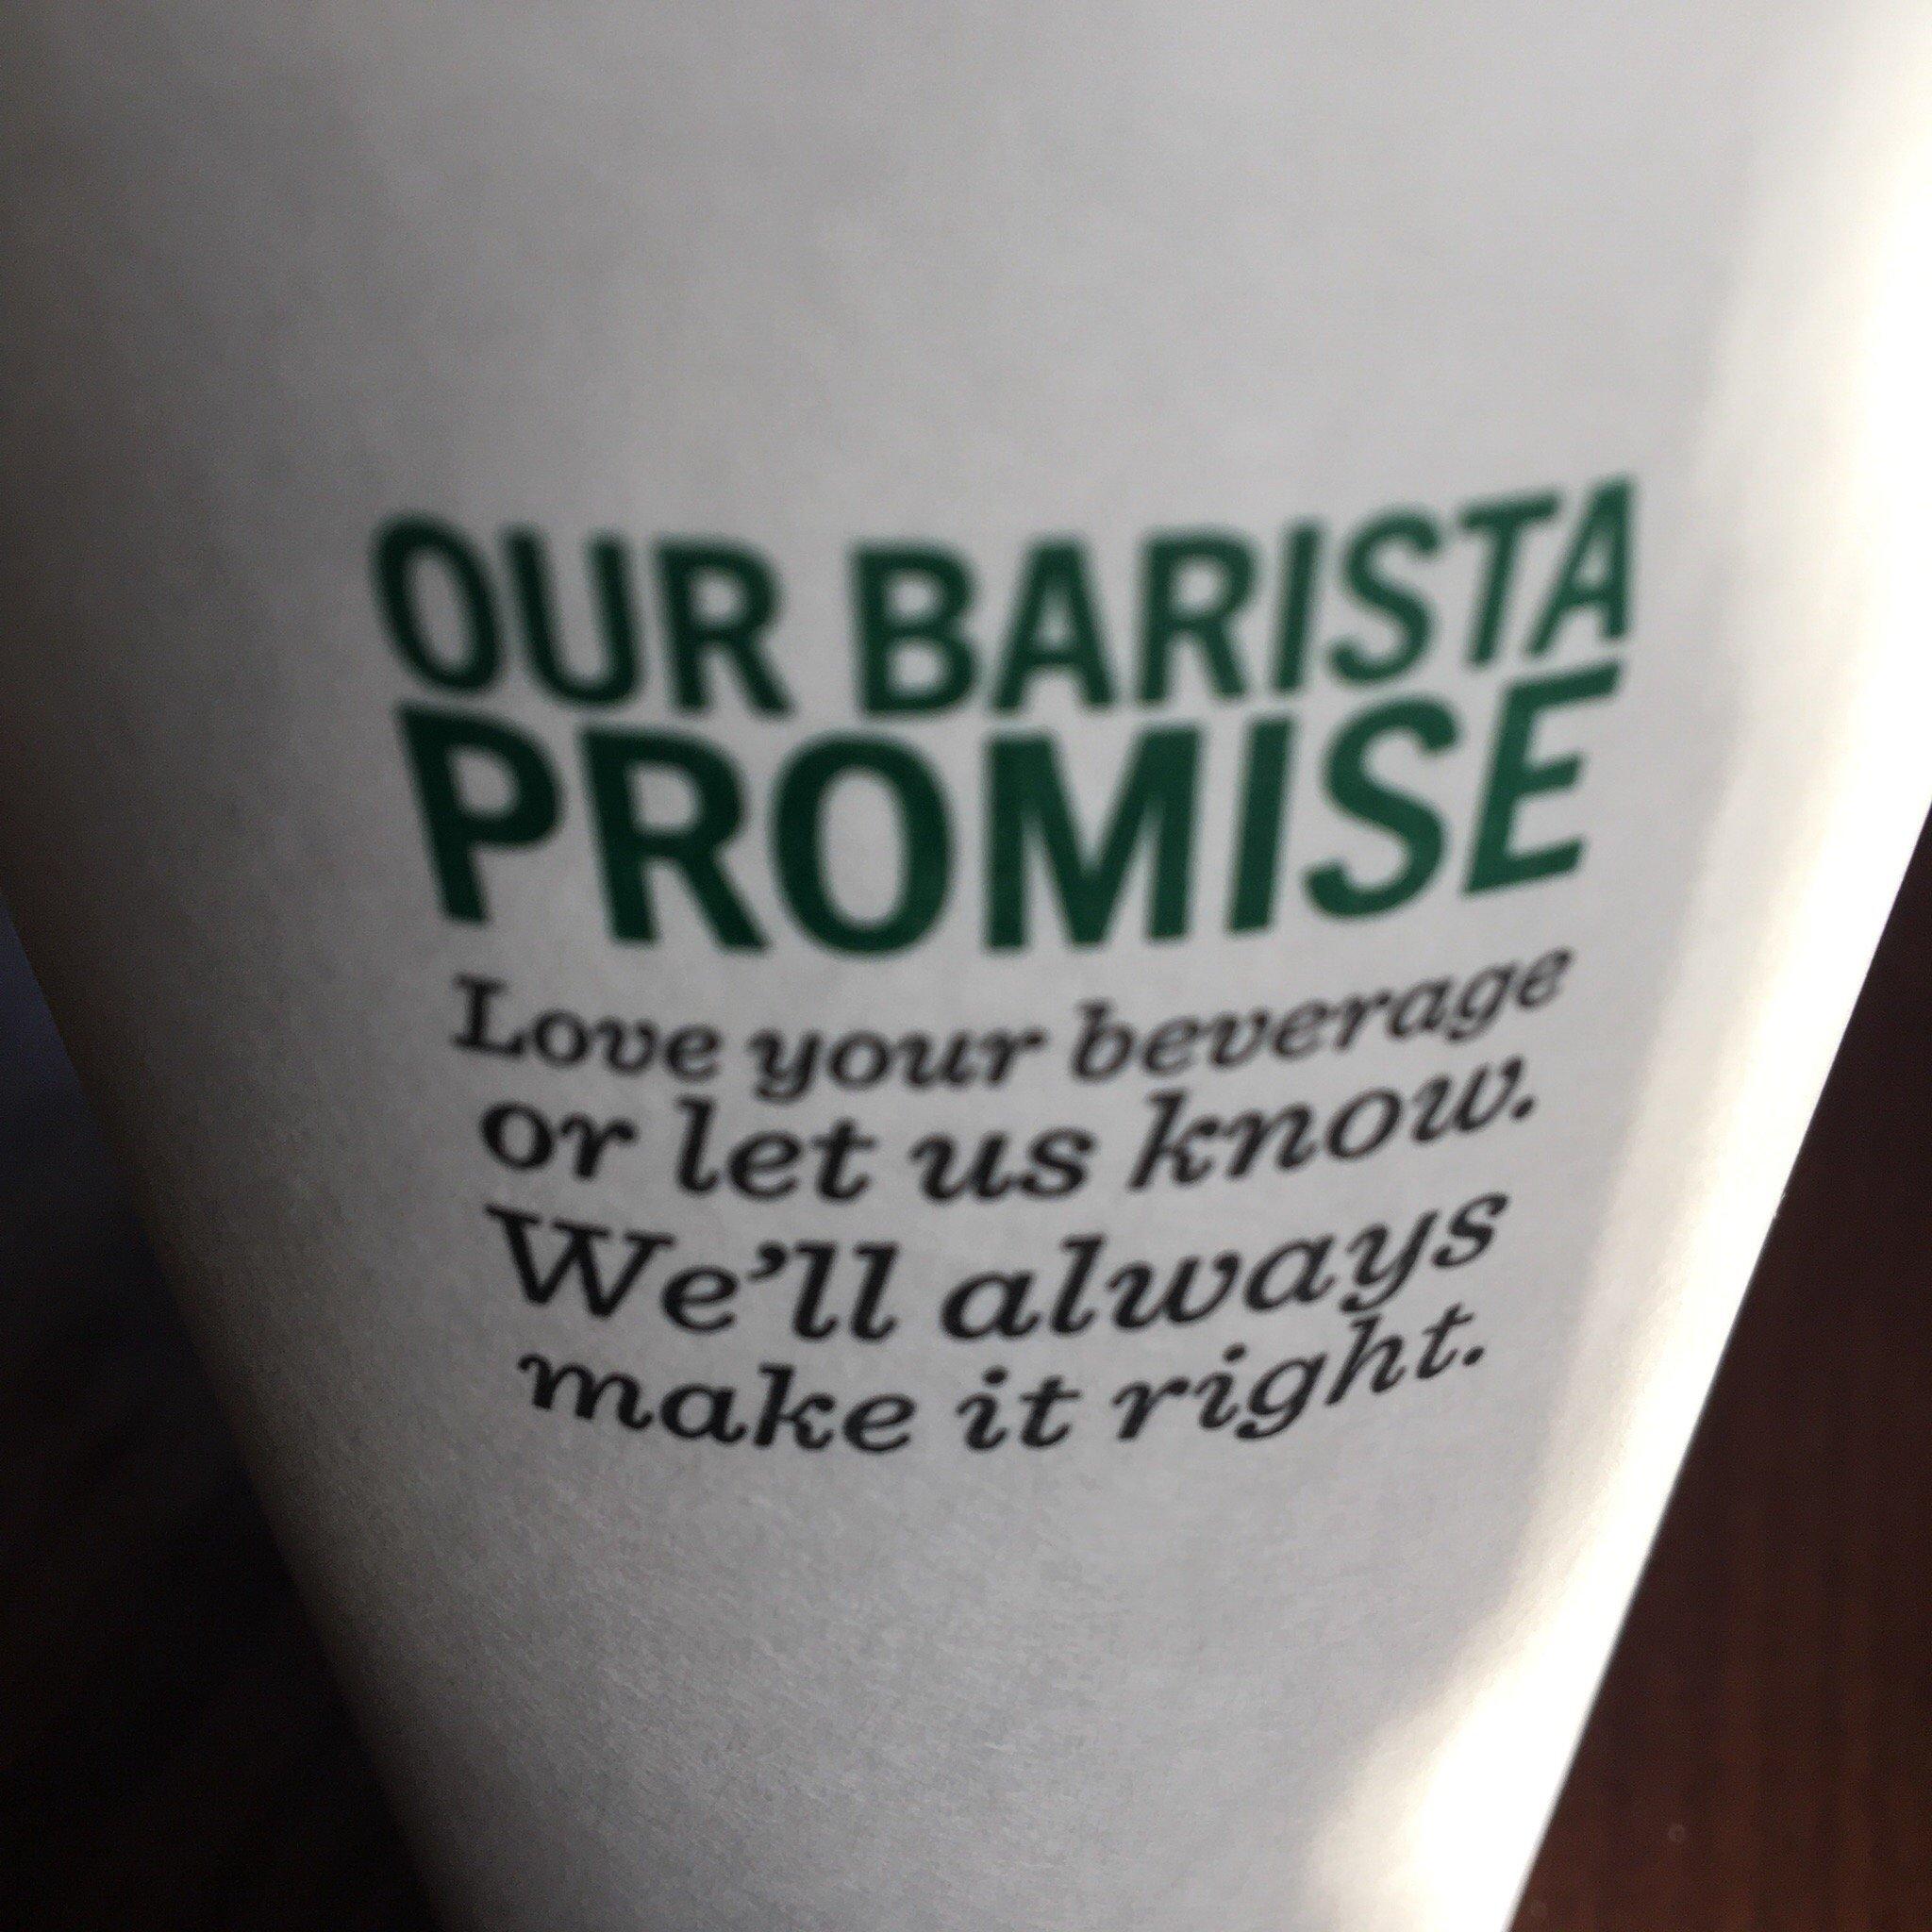 OUR BARISTA
PROMISE
Love your beverage
or let us know.
We'll always
make it right.